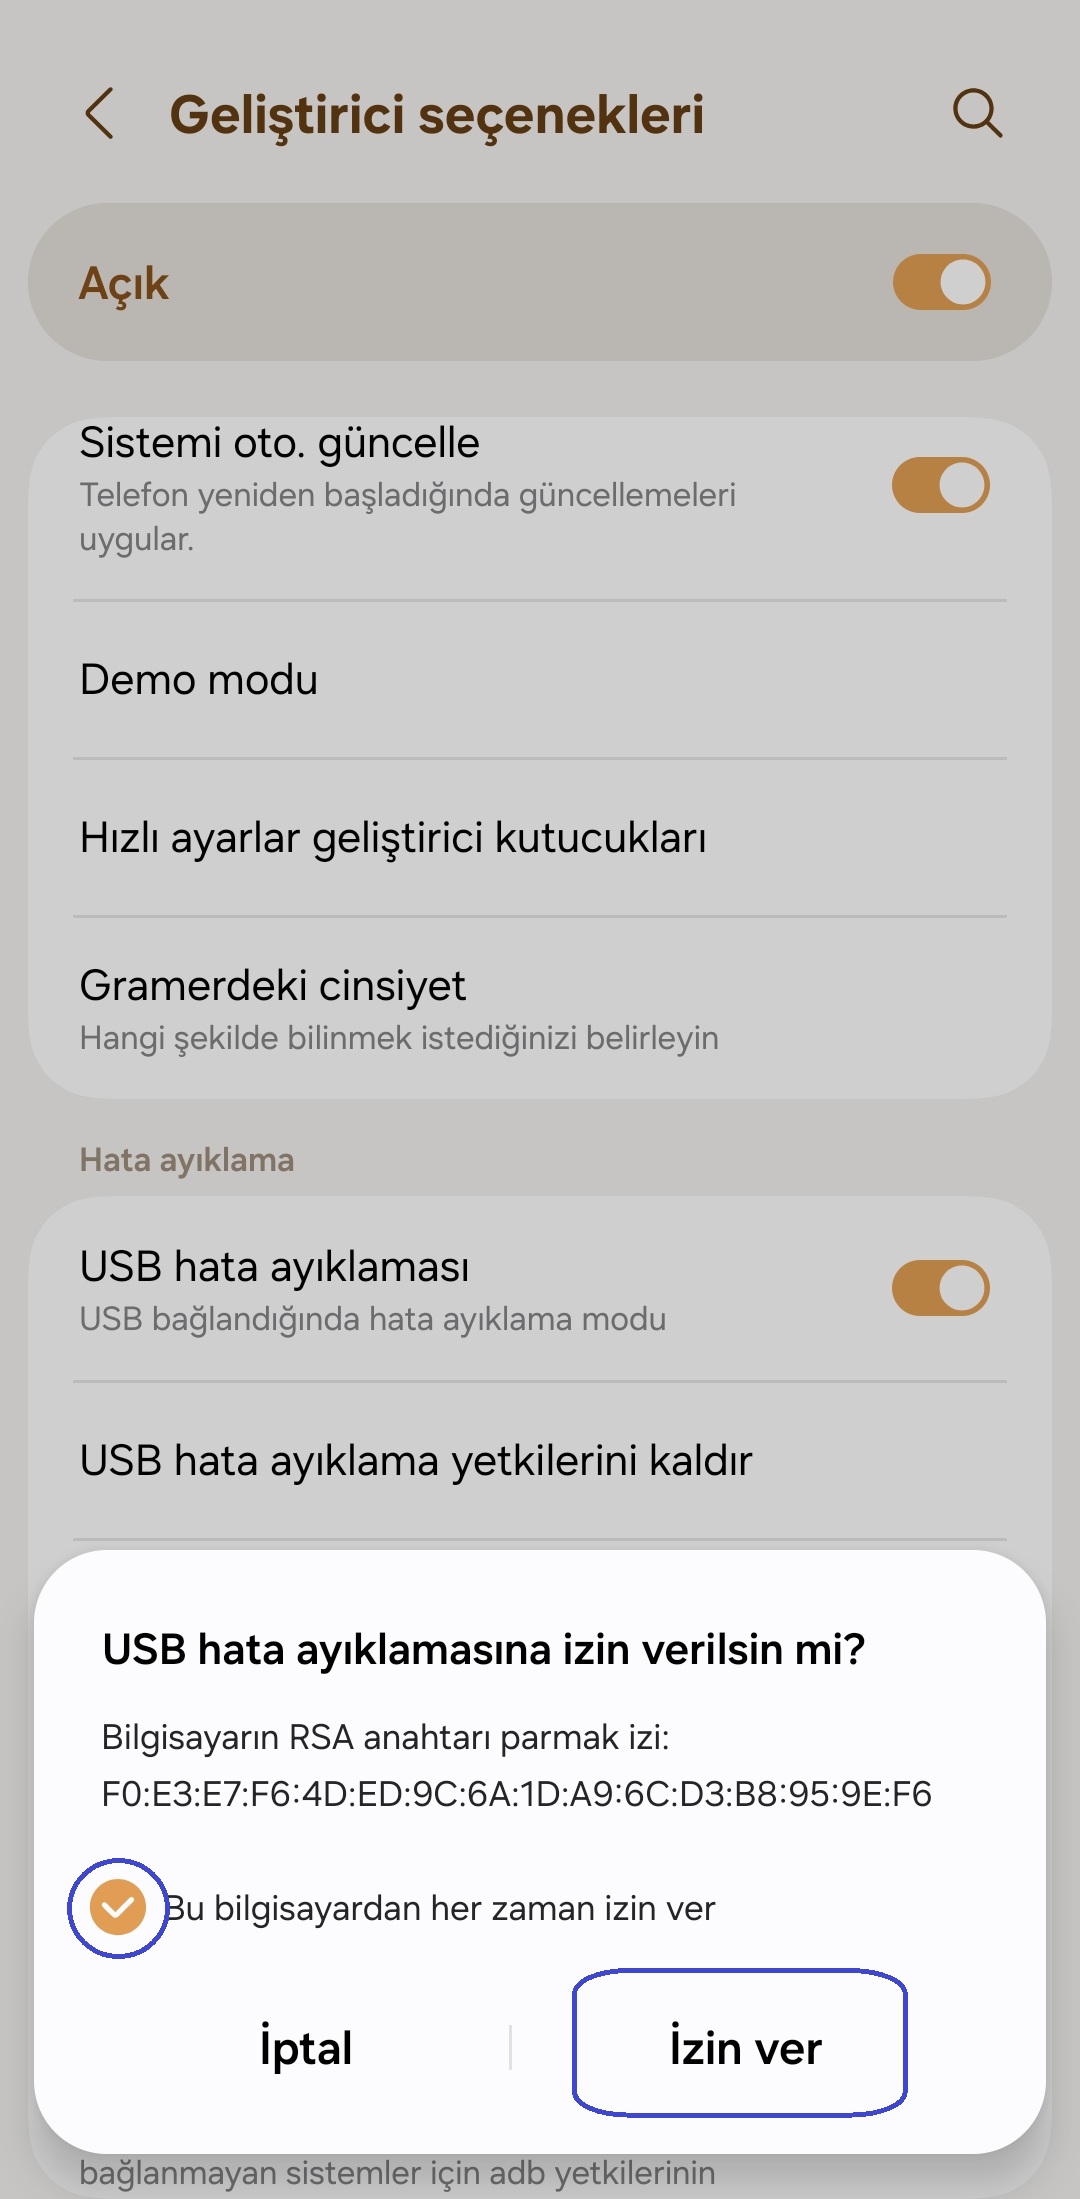 Geliştirici seçenekleri
Açık
Sistemi oto. güncelle
Telefon yeniden başladığında güncellemeleri
uygular.
Demo modu
Hızlı ayarlar geliştirici kutucukları
Gramerdeki cinsiyet
Hangi şekilde bilinmek istediğinizi belirleyin
Hata ayıklama
USB hata ayıklaması
USB bağlandığında hata ayıklama modu
USB hata ayıklama yetkilerini kaldır
USB hata ayıklamasına izin verilsin mi?
Bilgisayarın RSA anahtarı parmak izi:
F0:E3:E7:F6:4D:ED:9C:6A:1D:A9:6C:D3:B8:95:9E:F6
Bu bilgisayardan her zaman izin ver
İptal
İzin ver
bağlanmayan sistemler için adb yetkilerinin